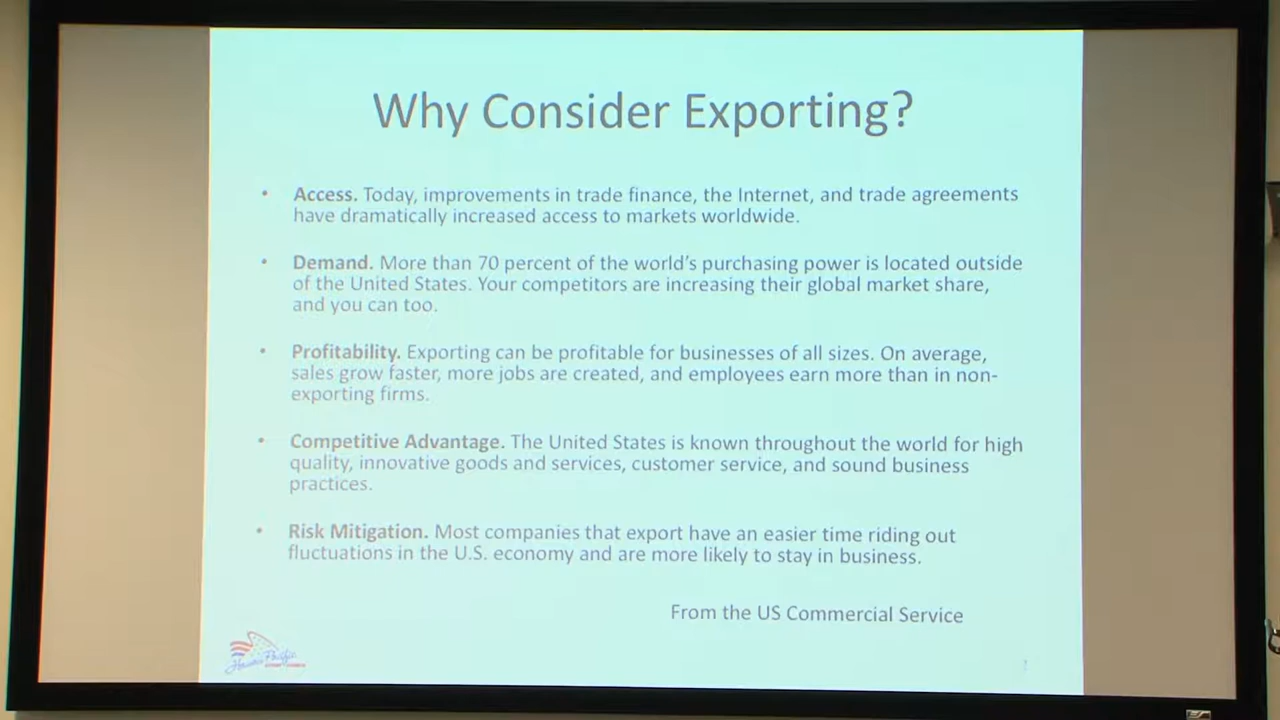 Why Consider Exporting?
• Access. Today, improvements in trade finance, the Internet, and trade agreements
have dramatically increased access to markets worldwide.
• Demand. More than 70 percent of the world's purchasing power is located outside
of the United States. Your competitors are increasing their global market share,
and you can too.
• Profitability. Exporting can be profitable for businesses of all sizes. On average,
sales grow faster, more jobs are created, and employees earn more than in non-
exporting firms.
• Competitive Advantage. The United States is known throughout the world for high
quality, innovative goods and services, customer service, and sound business
practices.
• Risk Mitigation. Most companies that export have an easier time riding out
fluctuations in the U.S. economy and are more likely to stay in business.
From the US Commercial Service
Hawaii Pacific